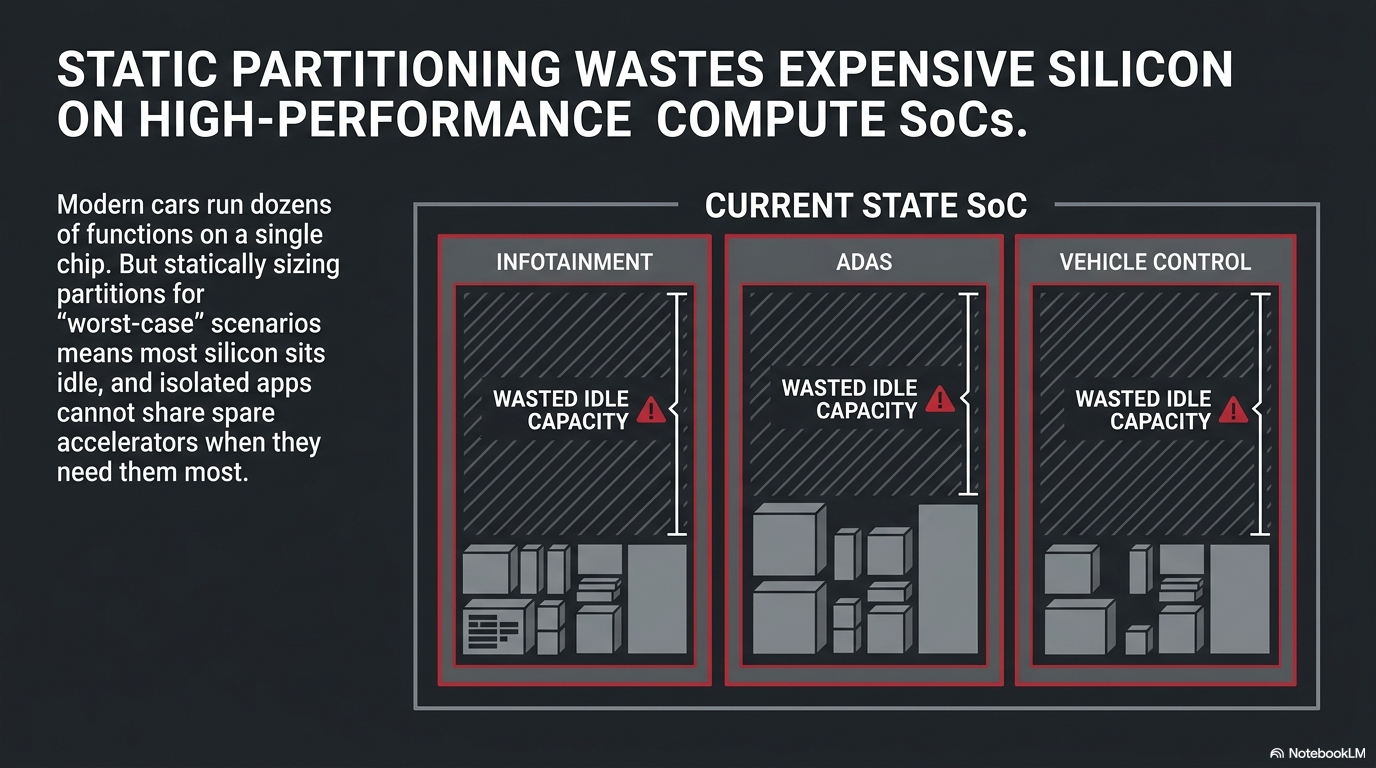 STATIC PARTITIONING WASTES EXPENSIVE SILICON
ON HIGH-PERFORMANCE COMPUTE SoCs.
Modern cars run dozens
of functions on a single
chip. But statically sizing
partitions for
“worst-case” scenarios
means most silicon sits
idle, and isolated apps
cannot share spare
accelerators when they
need them most.
CURRENT STATE SoC
INFOTAINMENT
WASTED IDLE
CAPACITY
ADAS
WASTED IDLE
CAPACITY
VEHICLE CONTROL
WASTED IDLE
CAPACITY
NotebookLM